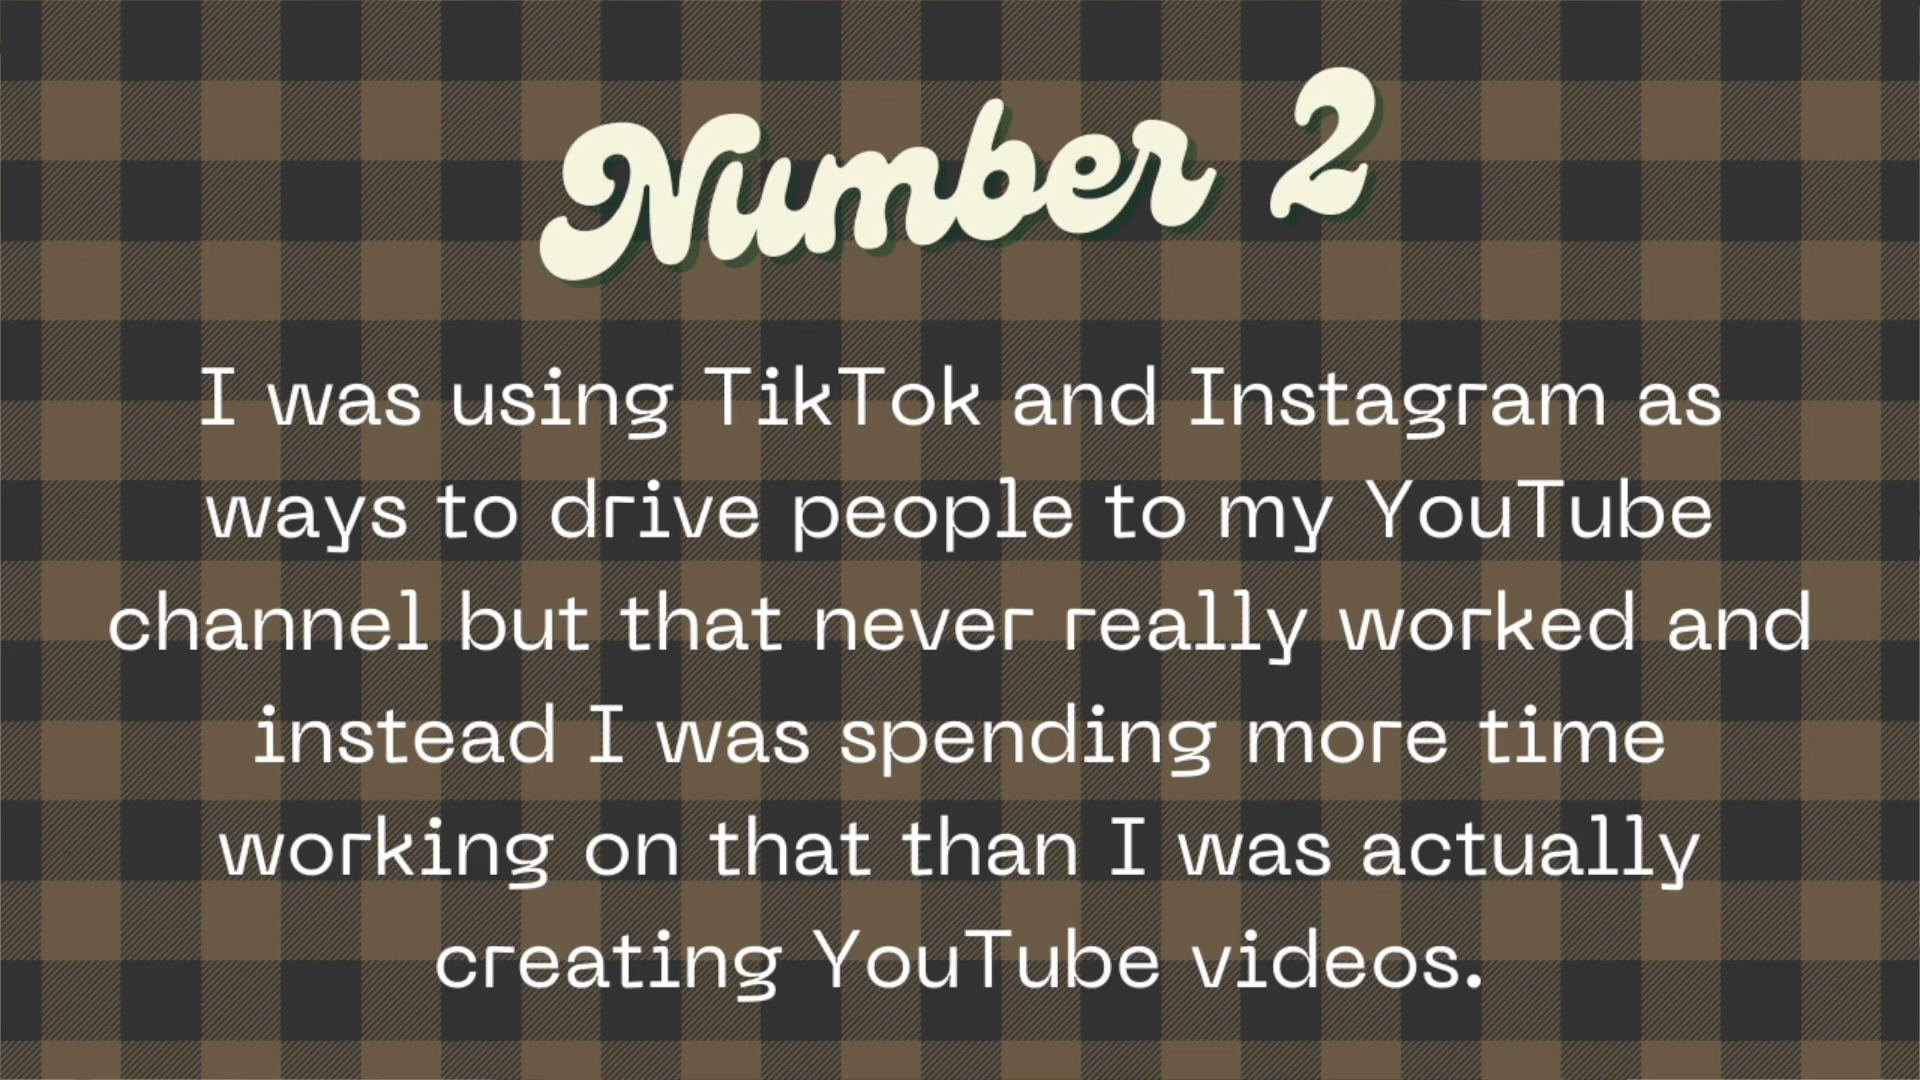 Number 2
I was using TikTok and Instagram as
ways to drive people to my YouTube
channel but that never really worked and
instead I was spending more time
working on that than I was actually
creating YouTube videos.